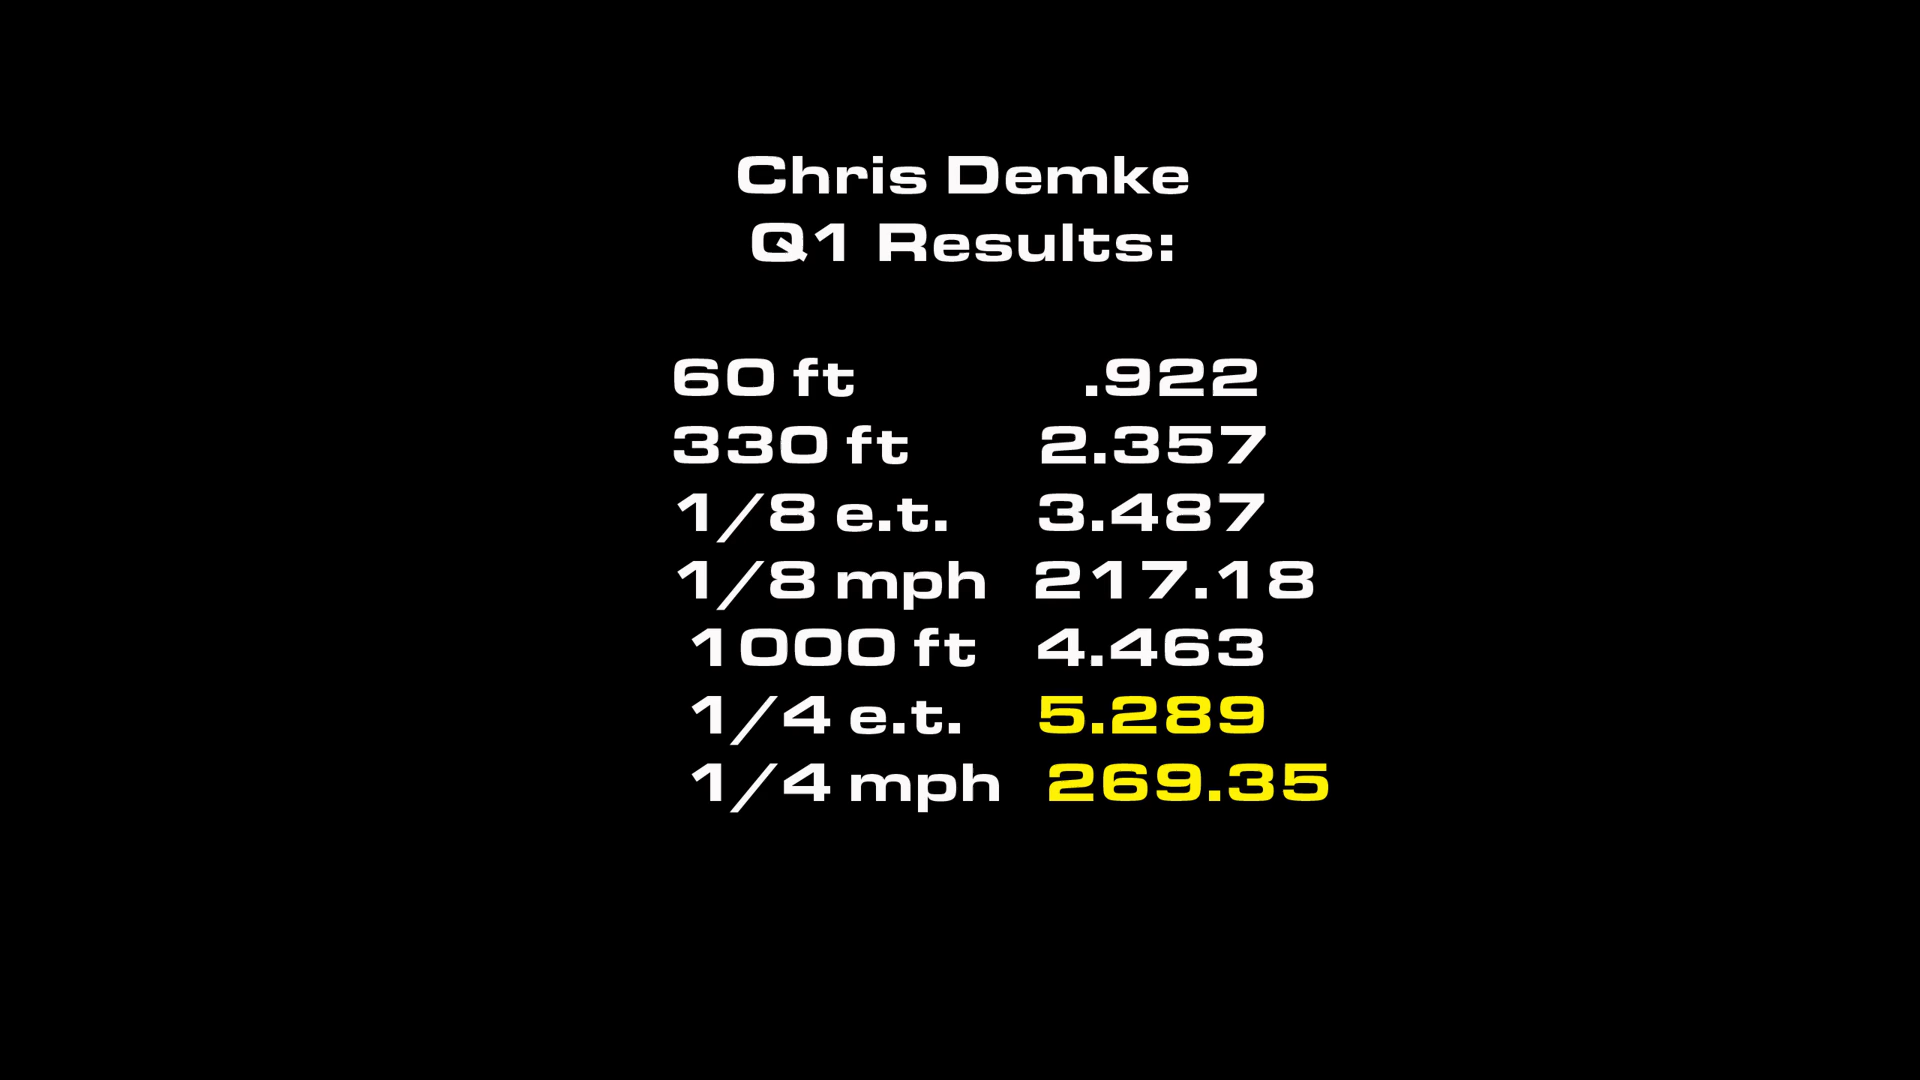 Chris Demke
Q1 Results:
60 ft .922
330 ft 2.357
1/8 e.t. 3.487
1/8 mph 217.18
1000 ft 4.463
1/4 e.t. 5.289
1/4 mph 269.35